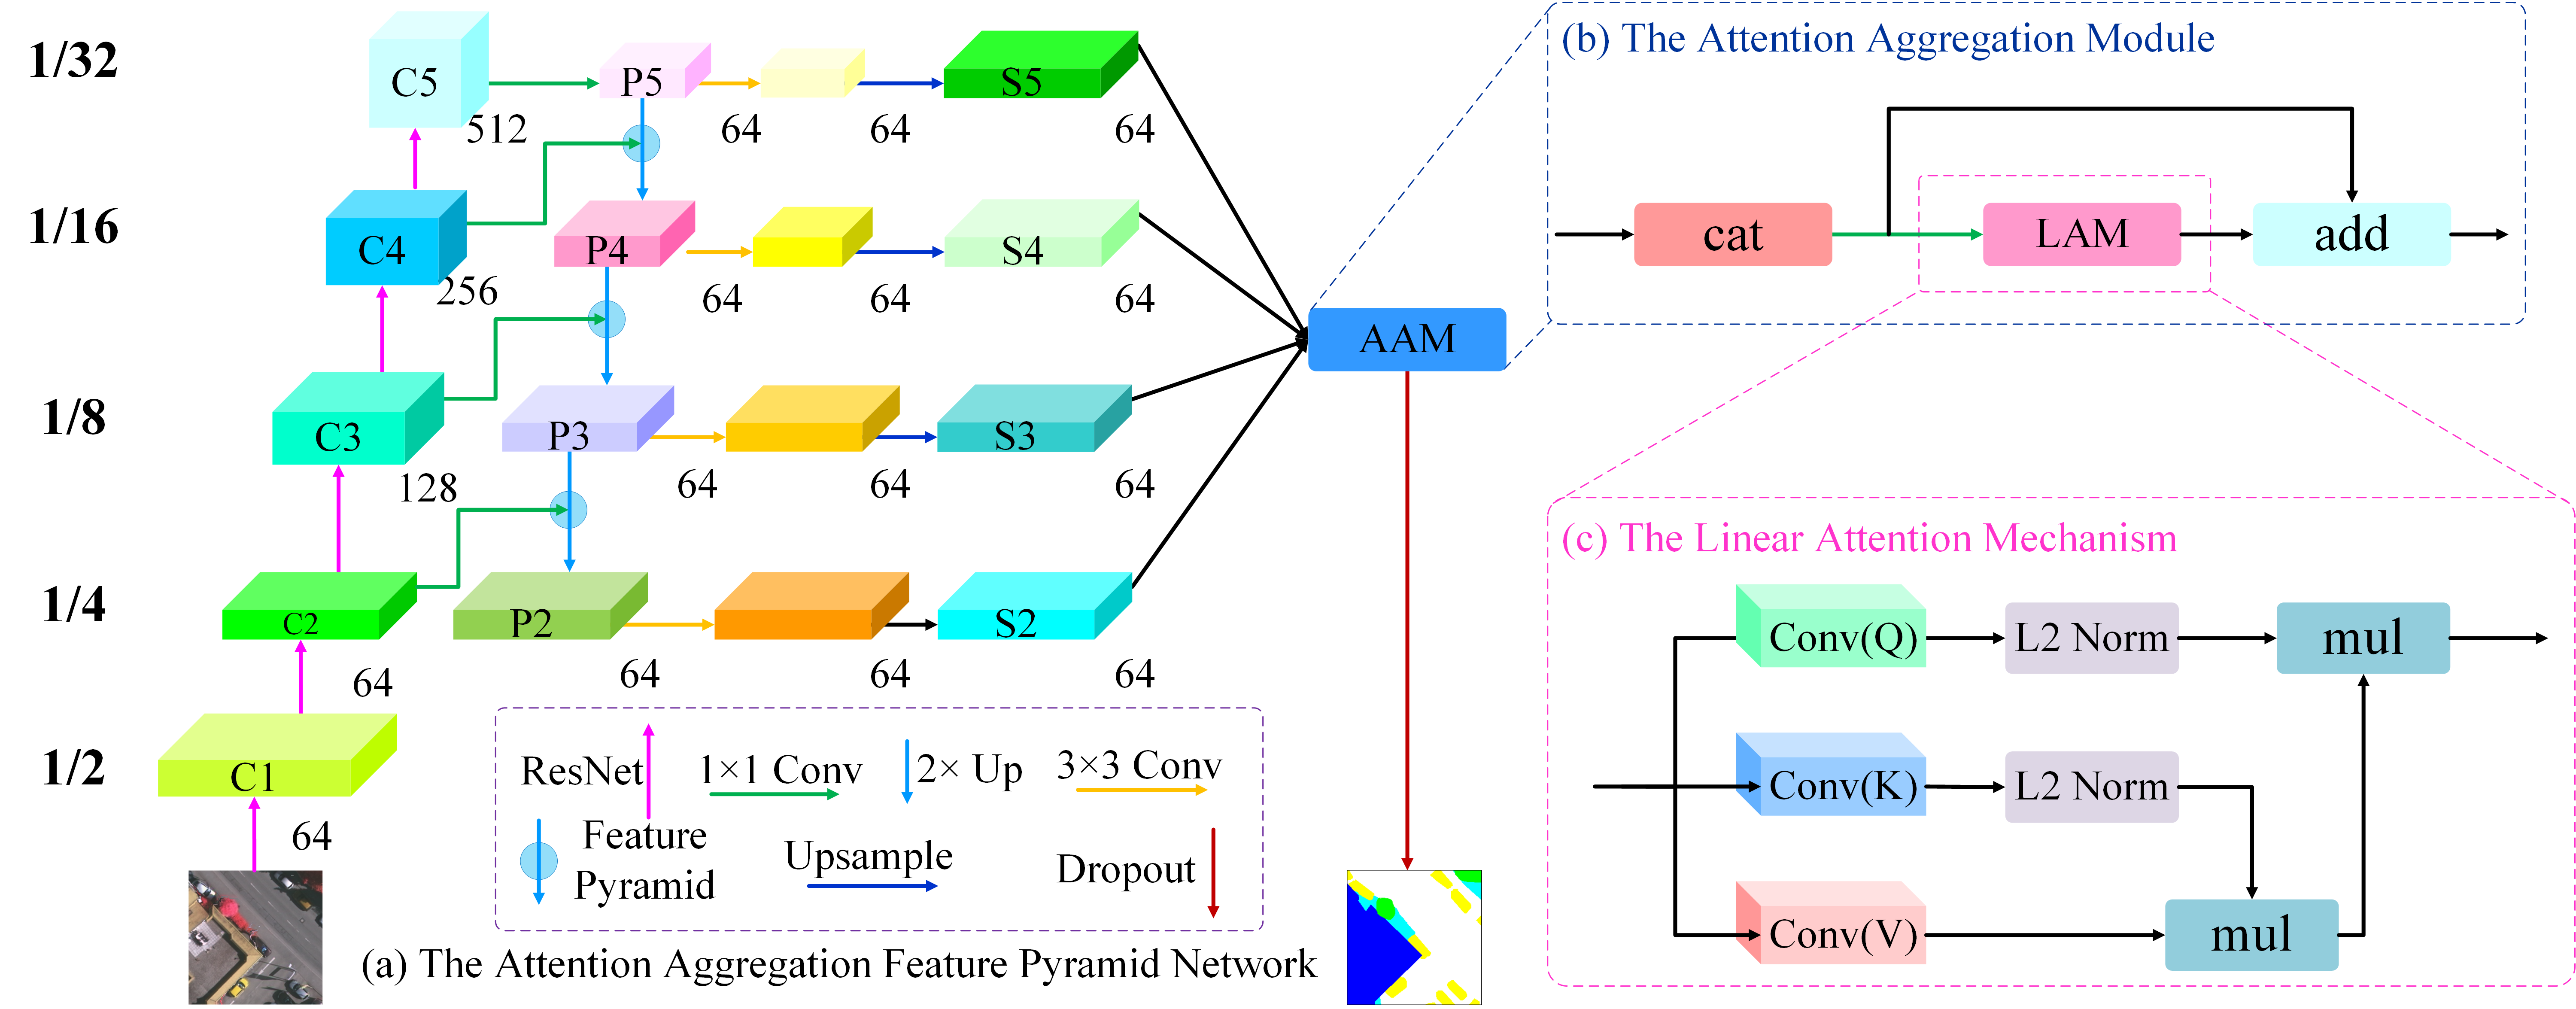 1/32
C5
512
P5
64
64
S5
64
1/16
C4
256
P4
64
64
S4
64
1/8
C3
128
P3
64
64
S3
64
1/4
C2
64
P2
64
64
S2
64
1/2
C1
64
AAM
ResNet
1×1 Conv
2× Up
3×3 Conv
Feature
Pyramid
Upsample
Dropout
(a) The Attention Aggregation Feature Pyramid Network
(b) The Attention Aggregation Module
cat
LAM
add
(c) The Linear Attention Mechanism
Conv(Q)
L2 Norm
mul
Conv(K)
L2 Norm
Conv(V)
mul